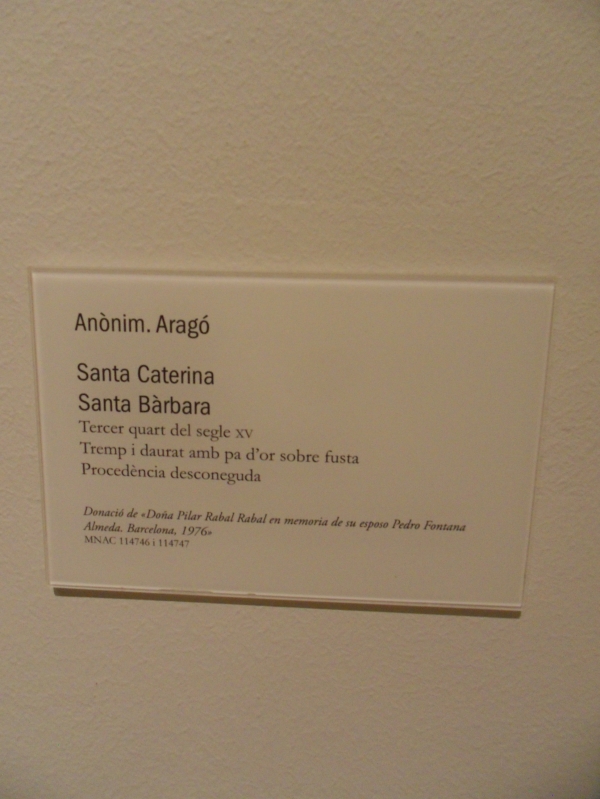 Anònim. Aragó
Santa Caterina
Santa Bàrbara
Tercer quart del segle XV
Tremp i daurat amb pa d'or sobre fusta
Procedència desconeguda
Donació de «Doña Pilar Rabal Rabal en memoria de su esposo Pedro Fontana
Almeda. Barcelona, 1976»
MNAC 114746 i 114747